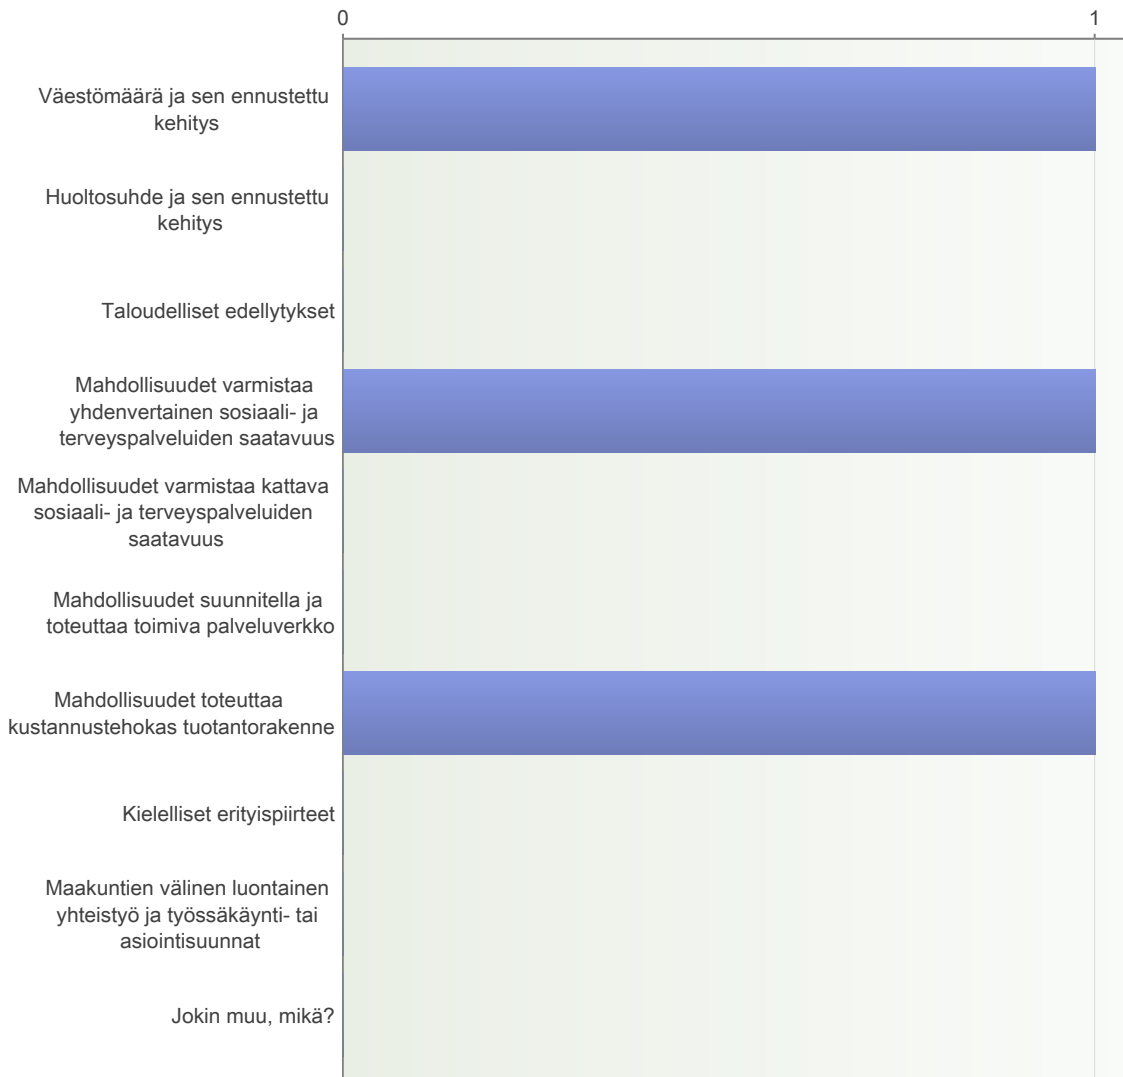 0 1
Väestömäärä ja sen ennustettu
kehitys
Huoltosuhde ja sen ennustettu
kehitys
Taloudelliset edellytykset
Mahdollisuudet varmistaa
yhdenvertainen sosiaali- ja
terveyspalveluiden saatavuus
Mahdollisuudet varmistaa kattava
sosiaali- ja terveyspalveluiden
saatavuus
Mahdollisuudet suunnitella ja
toteuttaa toimiva palveluverkko
Mahdollisuudet toteuttaa
kustannustehokas tuotantorakenne
Kielelliset erityispiirteet
Maakuntien välinen luontainen
yhteistyö ja työssäkäynti- tai
asiointisuunnat
Jokin muu, mikä?